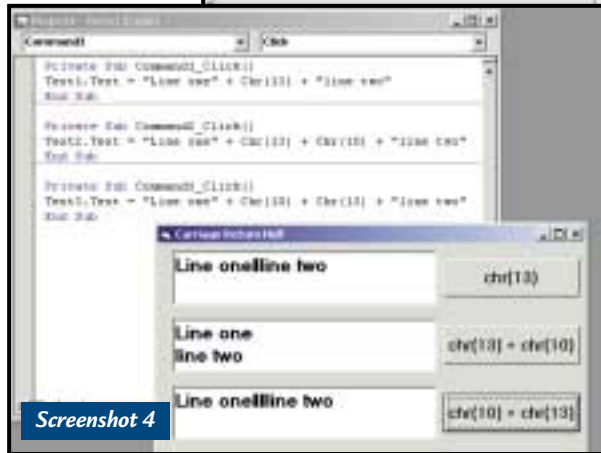 Command1 Click
Private Sub Command1_Click()
Text1.Text = "Line one" + Chr(13) + "line two"
End Sub
Private Sub Command2_Click()
Text2.Text = "Line one" + Chr(13) + Chr(10) + "line two"
End Sub
Private Sub Command3_Click()
Text3.Text = "Line one" + Chr(10) + Chr(13) + "line two"
End Sub
Carriage Return Hell
Line one||line two
chr(13)
Line one
line two
chr(13) + chr(10)
Line one||||line two
chr(10) + chr(13)
Screenshot 4